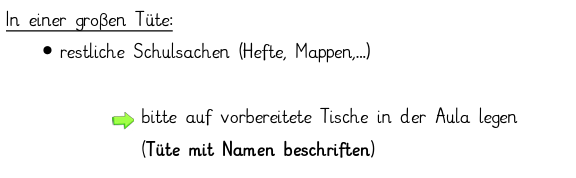 In einer großen Tüte:
• restliche Schulsachen (Hefte, Mappen,...)
bitte auf vorbereitete Tische in der Aula legen
(Tüte mit Namen beschriften)